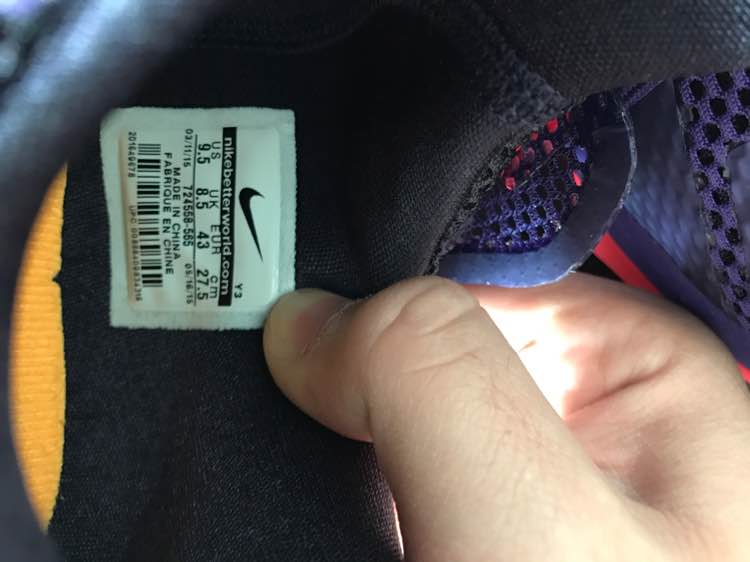 Y3
nikebetterworld.com
US UK EUR cm
9.5 8.5 43 27.5
03/11/15 724558-565 05/16/15
MADE IN CHINA
FABRIQUE EN CHINE